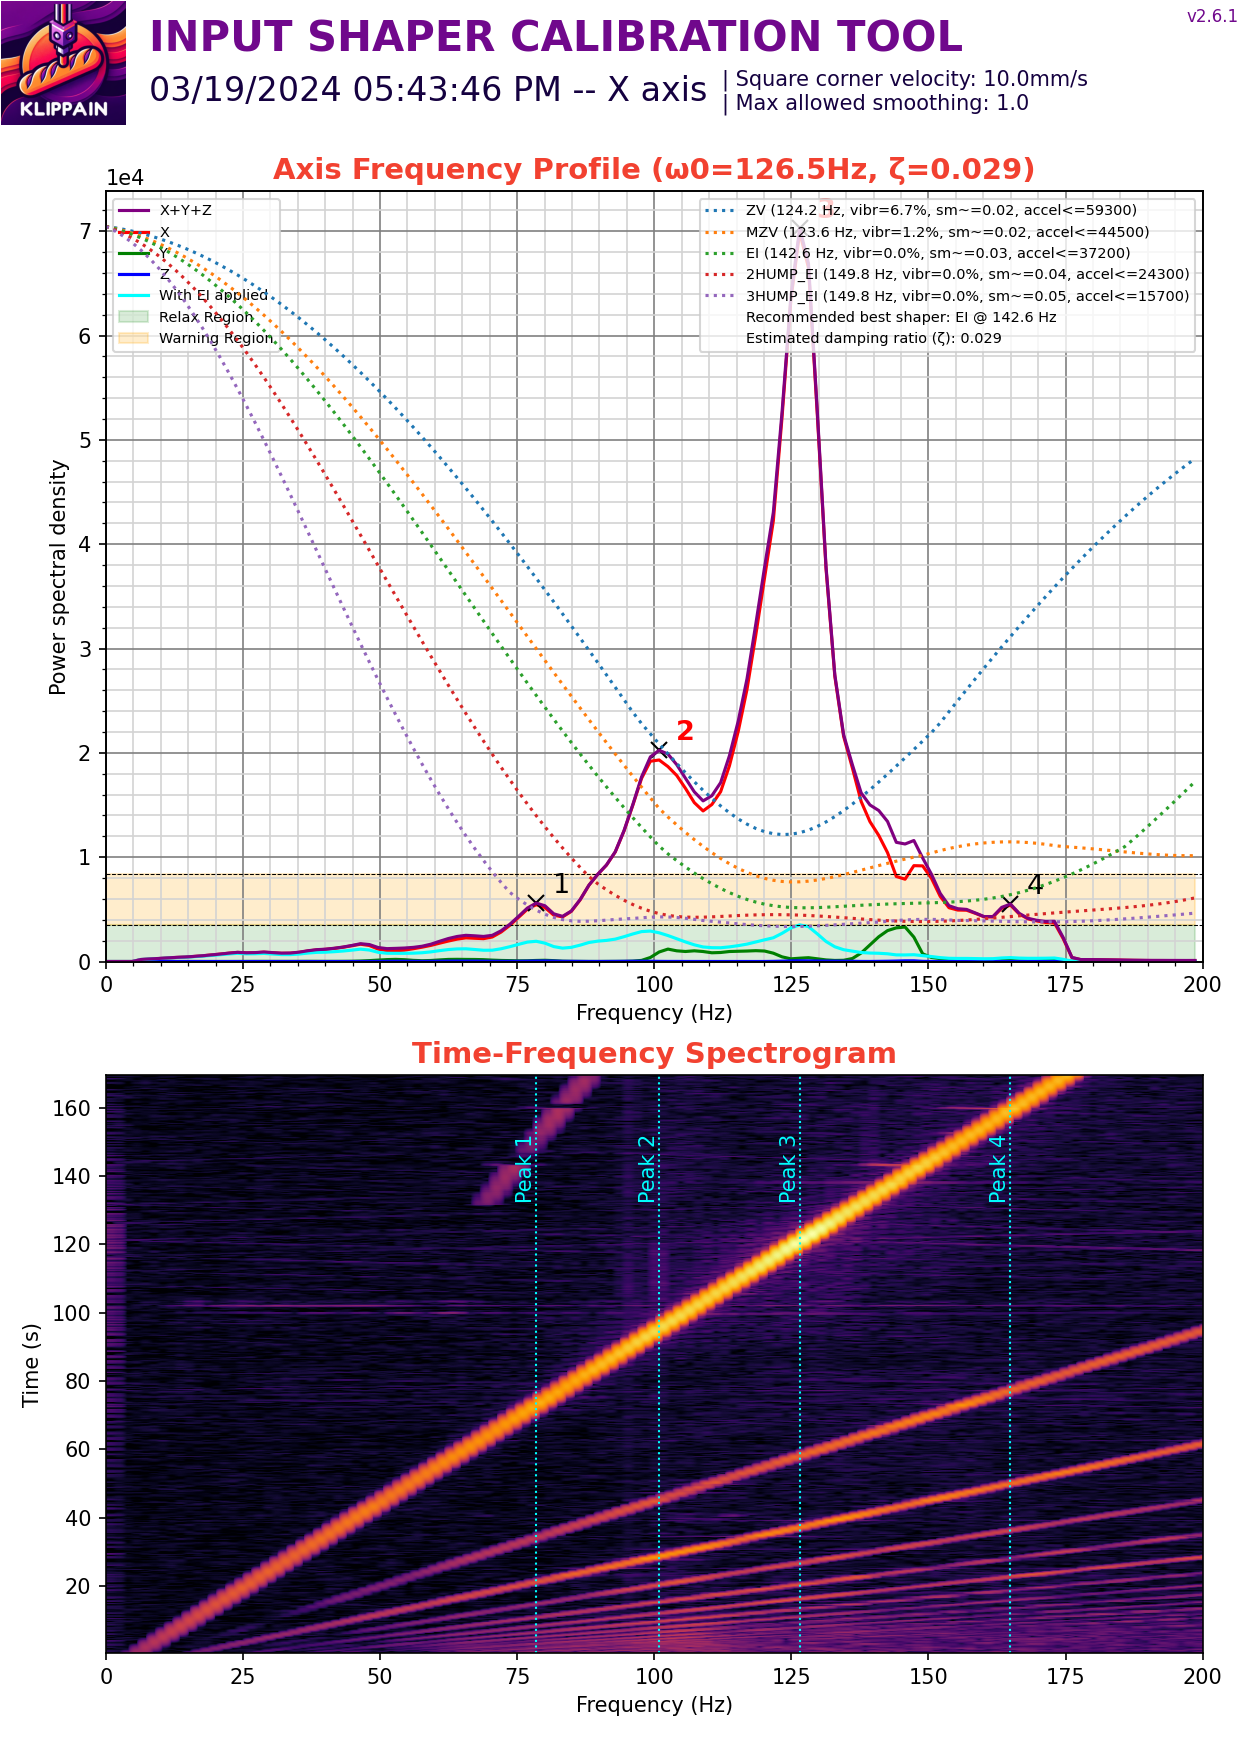 INPUT SHAPER CALIBRATION TOOL
v2.6.1
KLIPPAIN
03/19/2024 05:43:46 PM -- X axis
| Square corner velocity: 10.0mm/s
| Max allowed smoothing: 1.0
Axis Frequency Profile (ω0=126.5Hz, ζ=0.029)
1e4
X+Y+Z
X
Y
Z
With EI applied
Relax Region
Warning Region
ZV (124.2 Hz, vibr=6.7%, sm~=0.02, accel<=59300)
MZV (123.6 Hz, vibr=1.2%, sm~=0.02, accel<=44500)
EI (142.6 Hz, vibr=0.0%, sm~=0.03, accel<=37200)
2HUMP_EI (149.8 Hz, vibr=0.0%, sm~=0.04, accel<=24300)
3HUMP_EI (149.8 Hz, vibr=0.0%, sm~=0.05, accel<=15700)
Recommended best shaper: EI @ 142.6 Hz
Estimated damping ratio (ζ): 0.029
3
2
1
4
7
6
5
4
3
2
1
0
Power spectral density
0 25 50 75 100 125 150 175 200
Frequency (Hz)
Time-Frequency Spectrogram
160
140
120
100
80
60
40
20
Time (s)
Peak 1
Peak 2
Peak 3
Peak 4
0 25 50 75 100 125 150 175 200
Frequency (Hz)